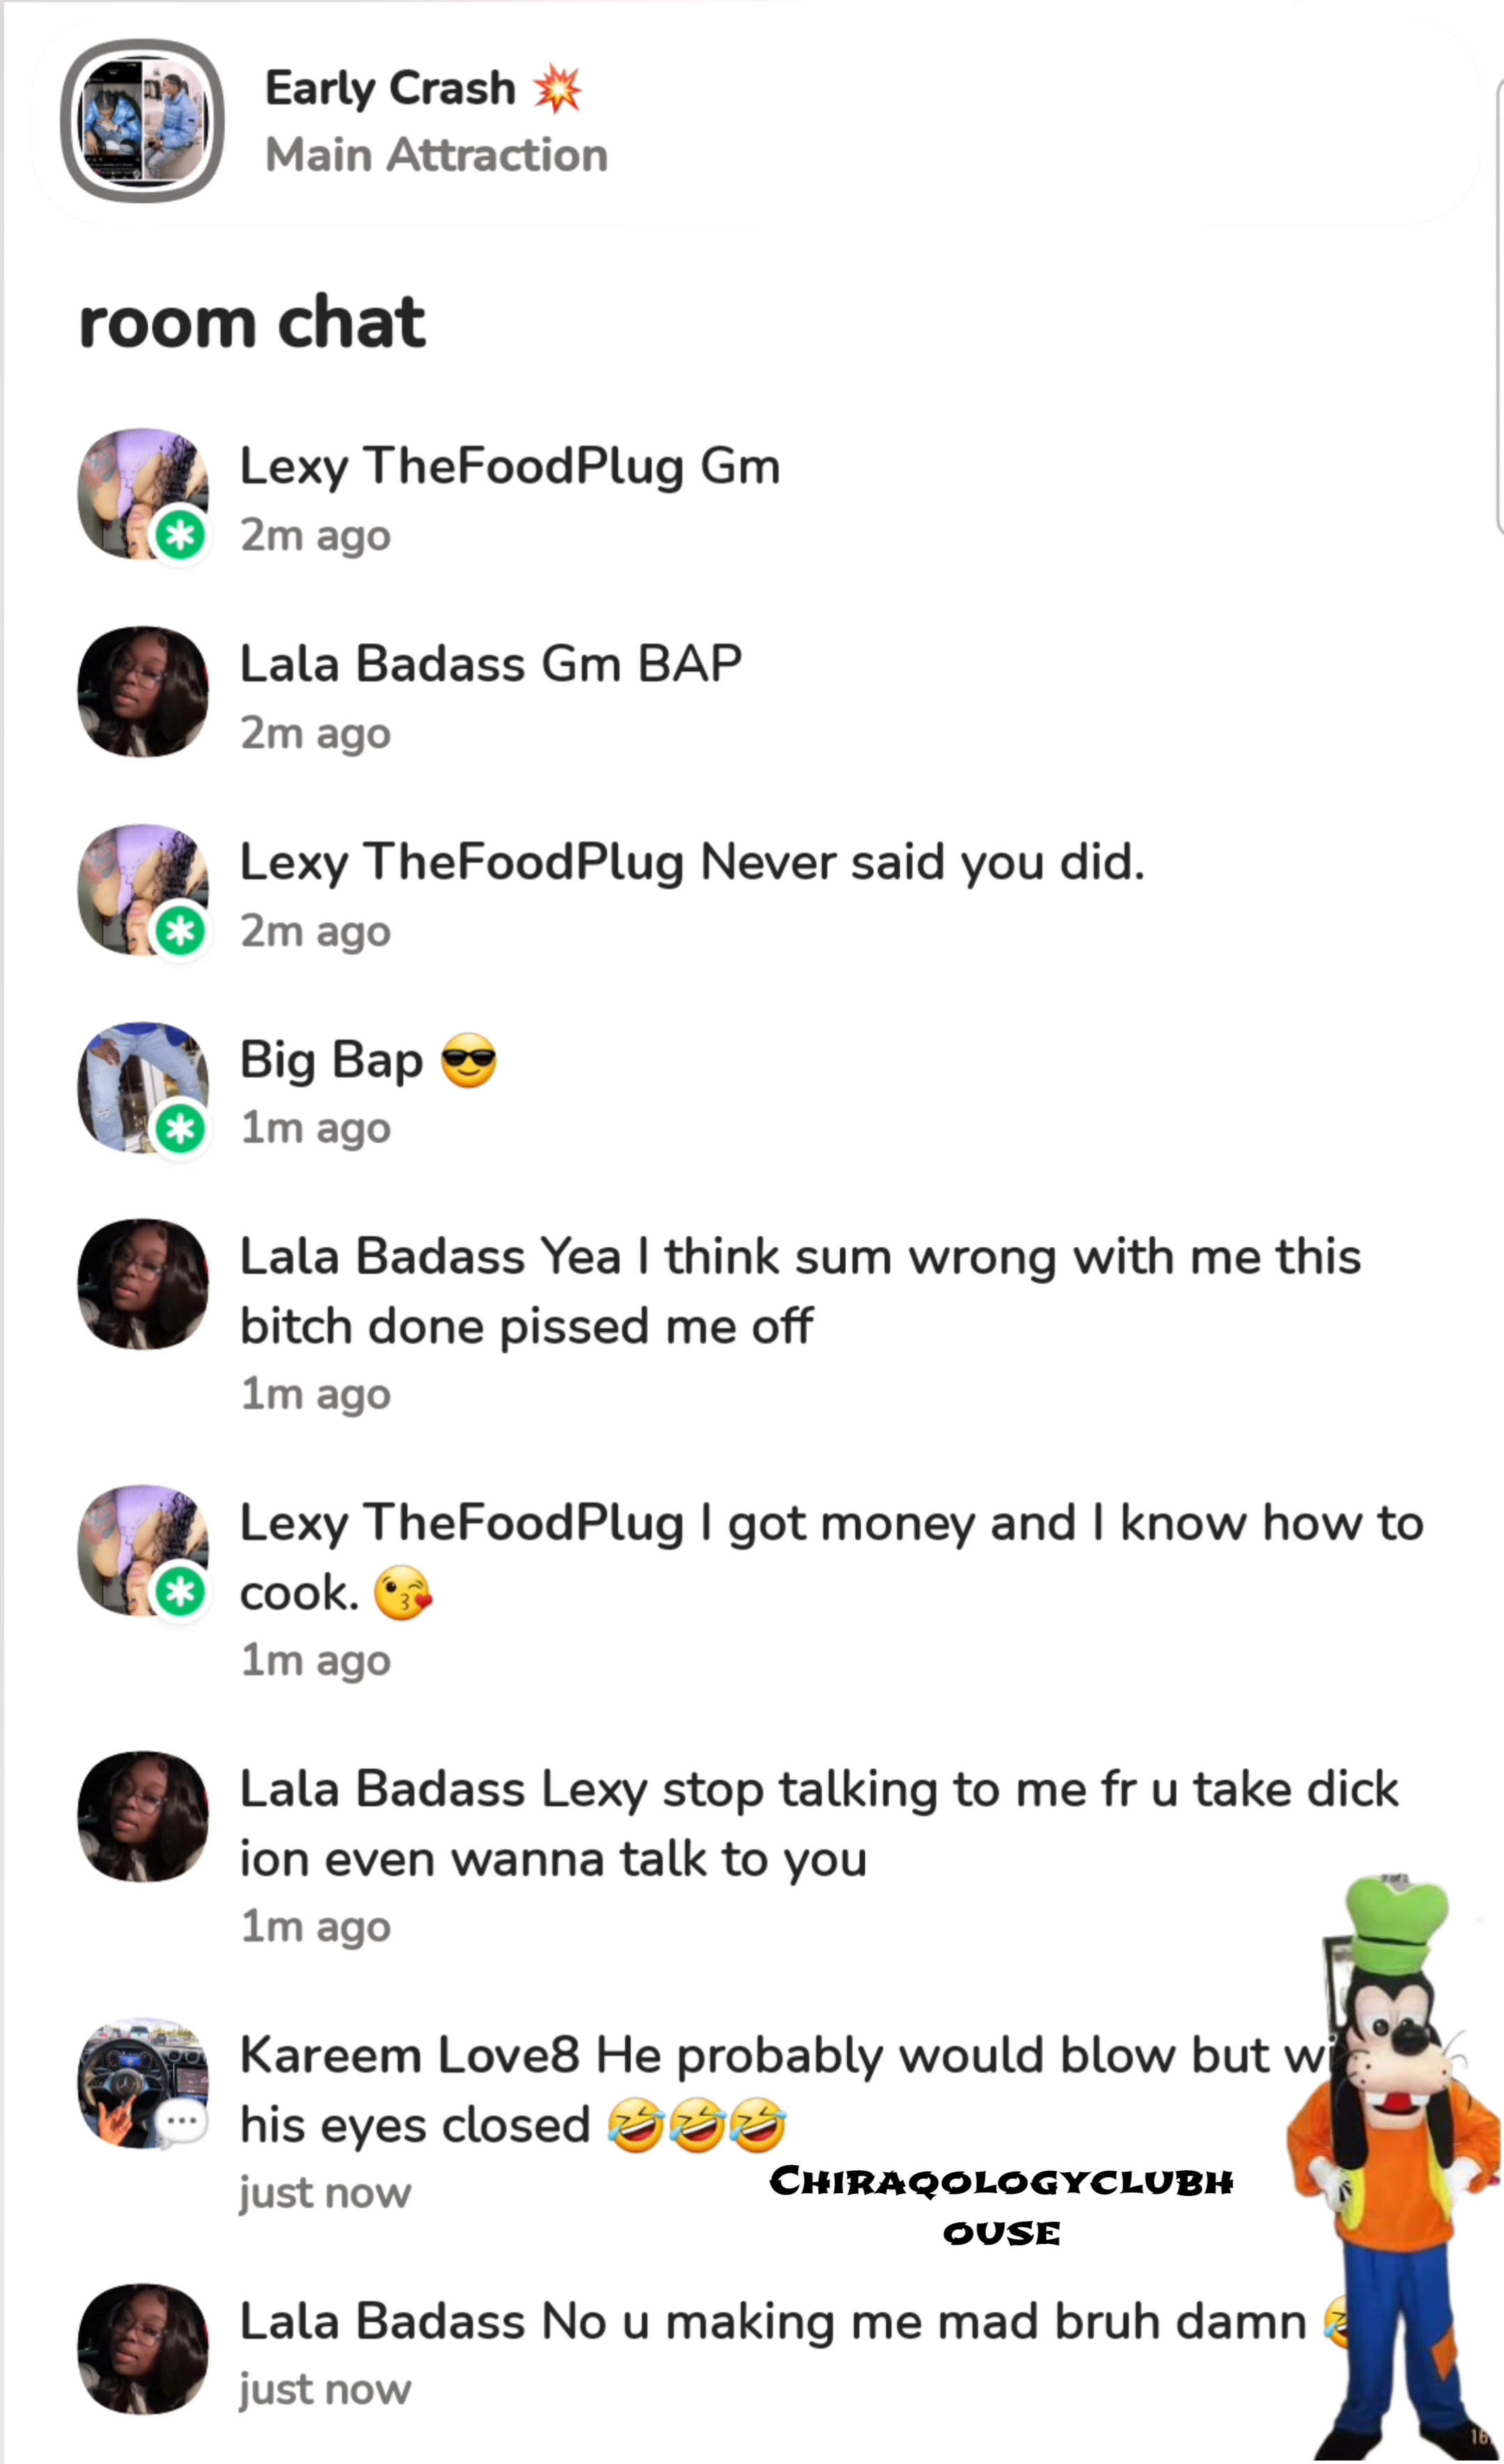 Early Crash 💥
Main Attraction
room chat
Lexy TheFoodPlug Gm
2m ago
Lala Badass Gm BAP
2m ago
Lexy TheFoodPlug Never said you did.
2m ago
Big Bap 😎
1m ago
Lala Badass Yea I think sum wrong with me this
bitch done pissed me off
1m ago
Lexy TheFoodPlug I got money and I know how to
cook. 😘
1m ago
Lala Badass Lexy stop talking to me fr u take dick
ion even wanna talk to you
1m ago
Kareem Love8 He probably would blow but wi
his eyes closed 🤣🤣🤣
just now
CHIRAQOLOGYCLUBH
OUSE
Lala Badass No u making me mad bruh damn 🤣
just now